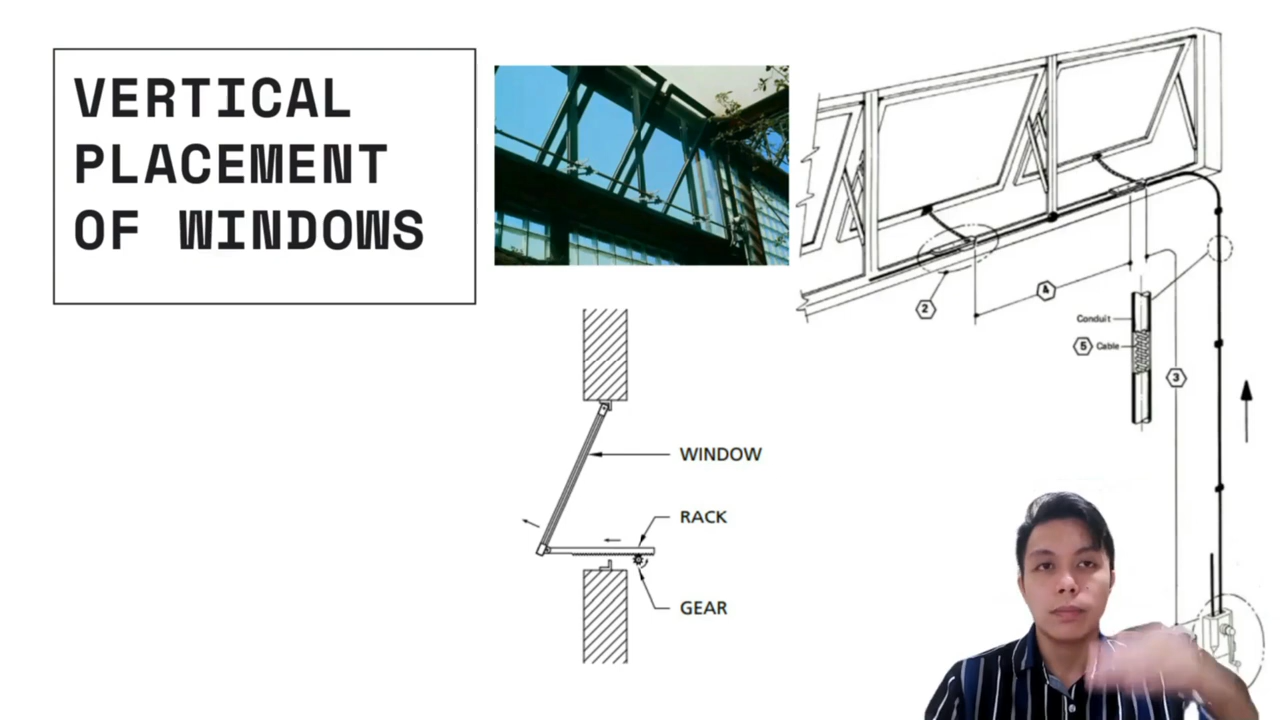 VERTICAL
PLACEMENT
OF WINDOWS
2
4
Conduit
5 Cable
3
WINDOW
RACK
GEAR